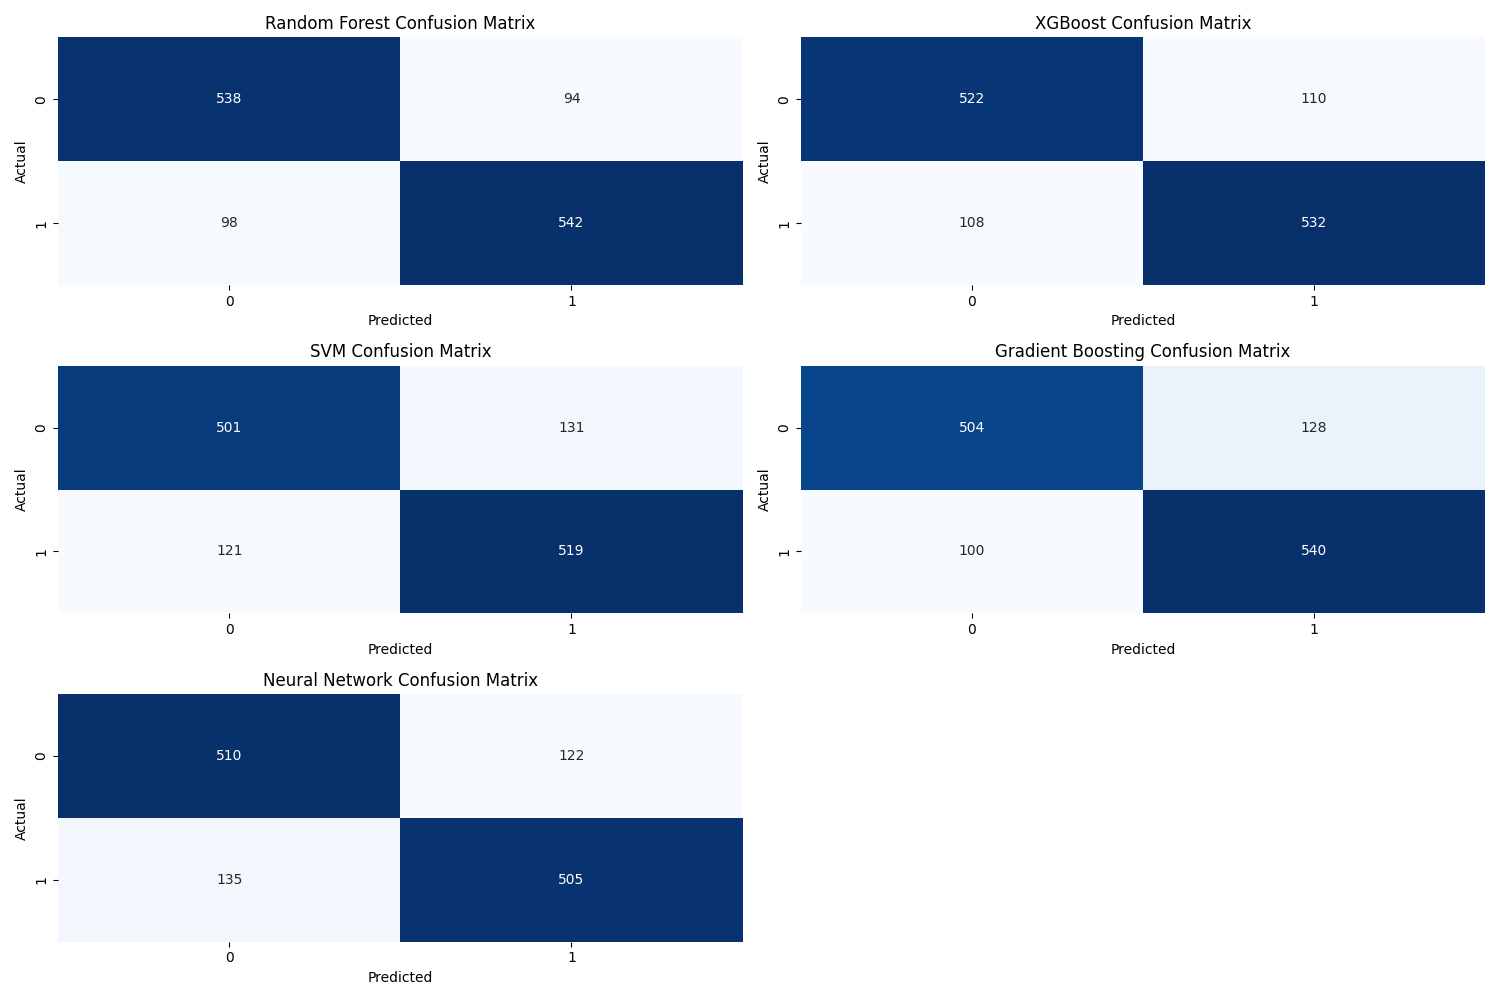 Random Forest Confusion Matrix
0
538
94
Actual
1
98
542
0
1
Predicted
XGBoost Confusion Matrix
0
522
110
Actual
1
108
532
0
1
Predicted
SVM Confusion Matrix
0
501
131
Actual
1
121
519
0
1
Predicted
Gradient Boosting Confusion Matrix
0
504
128
Actual
1
100
540
0
1
Predicted
Neural Network Confusion Matrix
0
510
122
Actual
1
135
505
0
1
Predicted